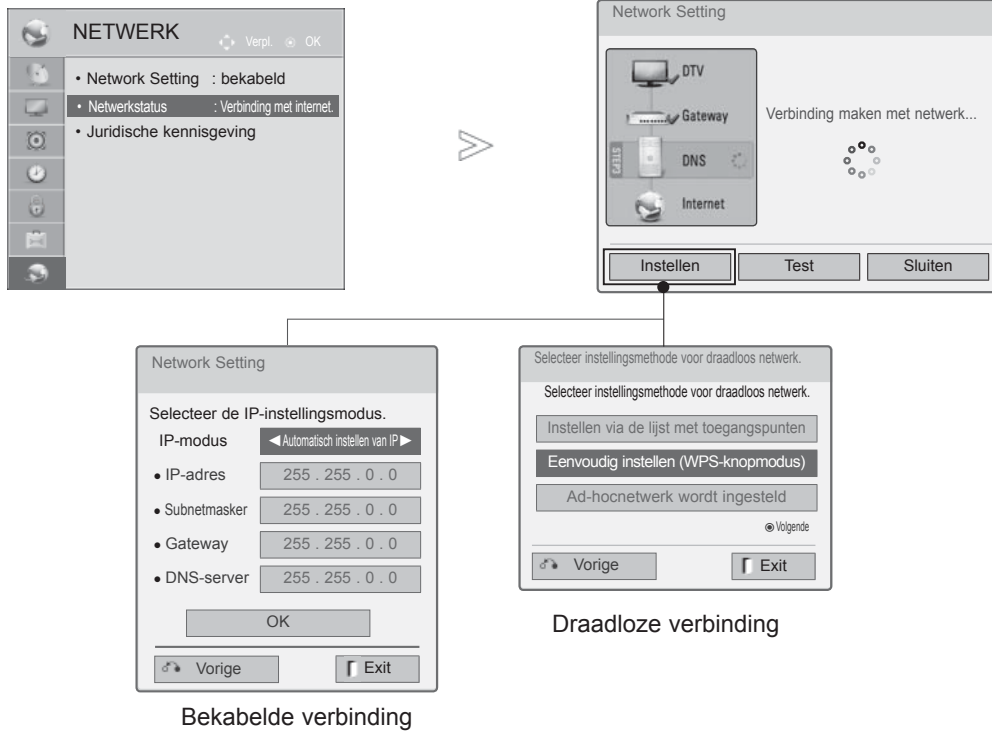 NETWERK
Verpl. OK
• Network Setting : bekabeld
• Netwerkstatus : Verbinding met internet.
• Juridische kennisgeving
Network Setting
DTV
Gateway
DNS
Internet
Verbinding maken met netwerk...
Instellen
Test
Sluiten
Network Setting
Selecteer de IP-instellingsmodus.
IP-modus ◀ Automatisch instellen van IP ▶
• IP-adres 255 . 255 . 0 . 0
• Subnetmasker 255 . 255 . 0 . 0
• Gateway 255 . 255 . 0 . 0
• DNS-server 255 . 255 . 0 . 0
OK
Vorige
Exit
Bekabelde verbinding
Selecteer instellingsmethode voor draadloos netwerk.
Selecteer instellingsmethode voor draadloos netwerk.
Instellen via de lijst met toegangspunten
Eenvoudig instellen (WPS-knopmodus)
Ad-hocnetwerk wordt ingesteld
◉ Volgende
Vorige
Exit
Draadloze verbinding